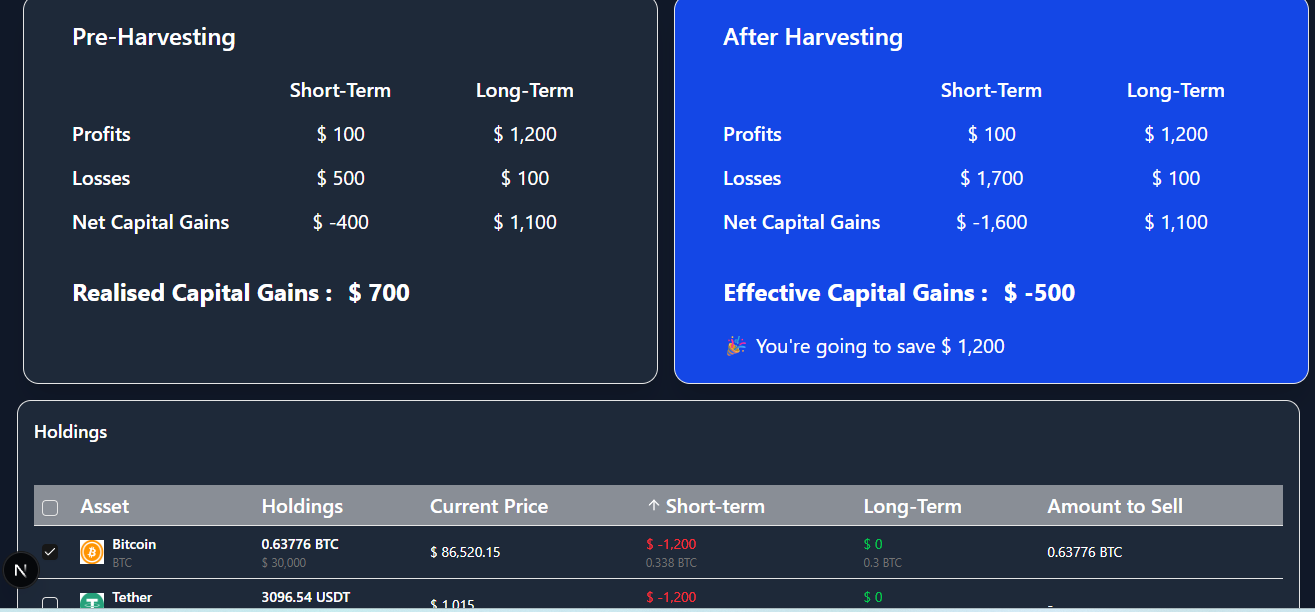 Pre-Harvesting
Short-Term Long-Term
Profits $ 100 $ 1,200
Losses $ 500 $ 100
Net Capital Gains $ -400 $ 1,100
Realised Capital Gains : $ 700
After Harvesting
Short-Term Long-Term
Profits $ 100 $ 1,200
Losses $ 1,700 $ 100
Net Capital Gains $ -1,600 $ 1,100
Effective Capital Gains : $ -500
🎉 You're going to save $ 1,200
Holdings
Asset Holdings Current Price ↑ Short-term Long-Term Amount to Sell
Bitcoin 0.63776 BTC $ 86,520.15 $ -1,200 $ 0 0.63776 BTC
BTC $ 30,000 0.338 BTC 0.3 BTC
N
Tether 3096.54 USDT $ 1.015 $ -1,200 $ 0 -